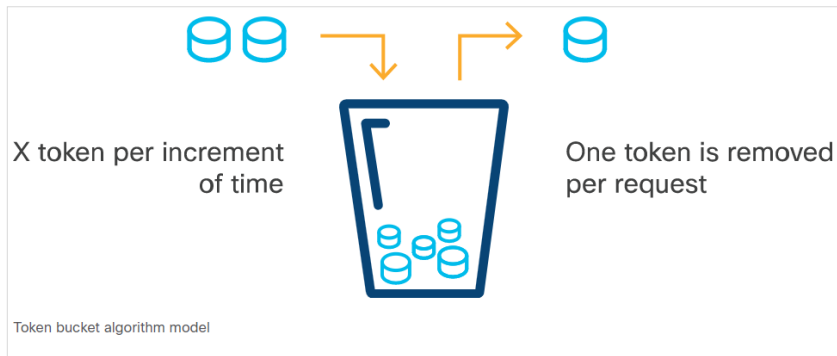 X token per increment
of time
One token is removed
per request
Token bucket algorithm model